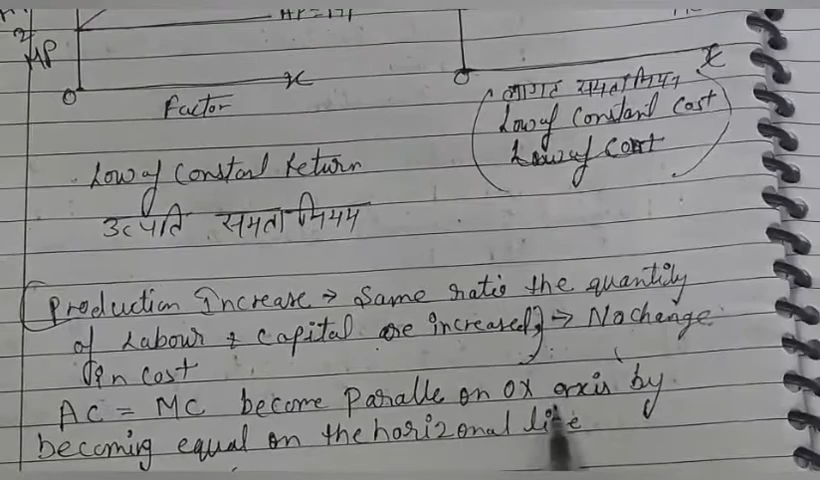 MP
O
x
Factor
O
x
लागत समता नियम
Law of Constant Cost
Law of Cost
Law of Constant Return
उत्पत्ति समता नियम
Production Increase → Same ratio the quantity
of Labour & Capital are increased} → No change
in cost
AC = MC become Paralle on OX axis by
becoming equal on the horizonal line